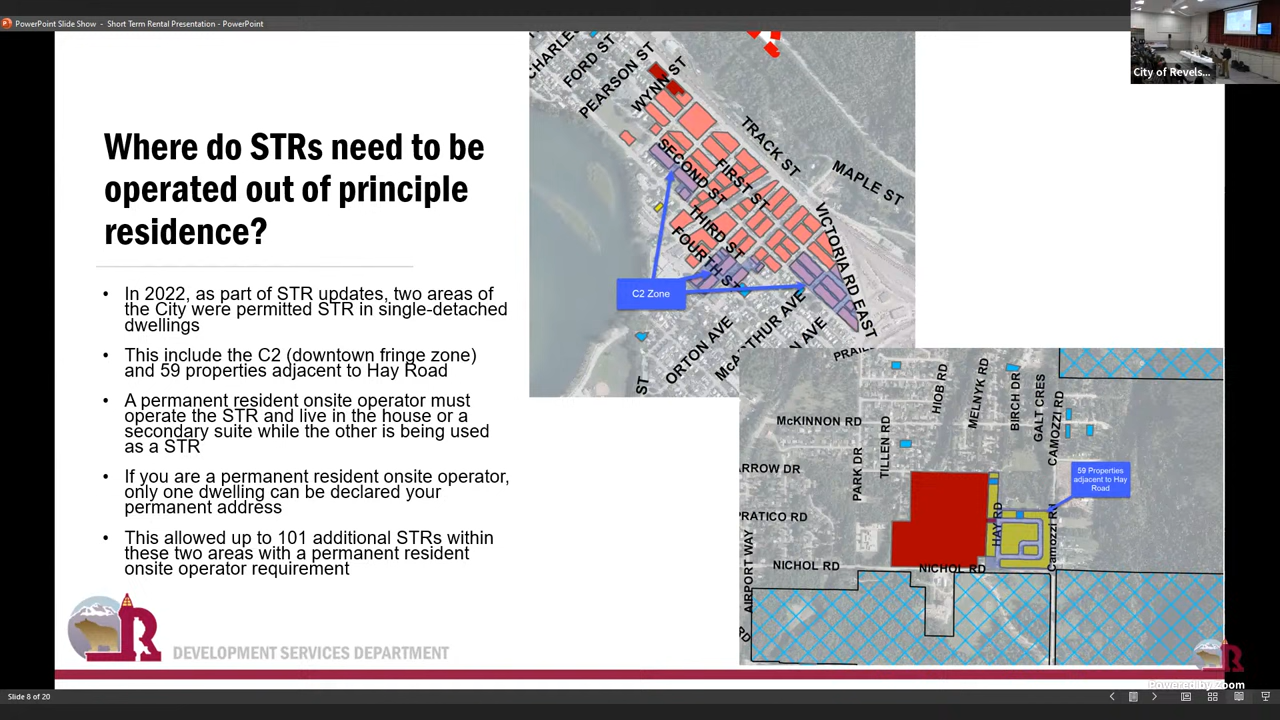 PowerPoint Slide Show - Short Term Rental Presentation - PowerPoint
City of Revels...
Where do STRs need to be
operated out of principle
residence?
• In 2022, as part of STR updates, two areas of
the City were permitted STR in single-detached
dwellings
• This include the C2 (downtown fringe zone)
and 59 properties adjacent to Hay Road
• A permanent resident onsite operator must
operate the STR and live in the house or a
secondary suite while the other is being used
as a STR
• If you are a permanent resident onsite operator,
only one dwelling can be declared your
permanent address
• This allowed up to 101 additional STRs within
these two areas with a permanent resident
onsite operator requirement
CHARLES
FORD ST
PEARSON ST
WYNN ST
TRACK ST
MAPLE ST
SECOND ST
FIRST ST
THIRD ST
FOURTH ST
VICTORIA RD EAST
C2 Zone
ORTON AVE
McARTHUR AVE
N AVE
ST
HIOB RD
MELNYK RD
BIRCH DR
GALT CRES
CAMOZZI RD
McKINNON RD
TILLEN RD
PARK DR
ARROW DR
59 Properties
adjacent to Hay
Road
HAY RD
Camozzi Rd
NICHOL RD
NICHOL RD
AIRPORT WAY
RD
R
DEVELOPMENT SERVICES DEPARTMENT
Powered by Zoom
Slide 8 of 20